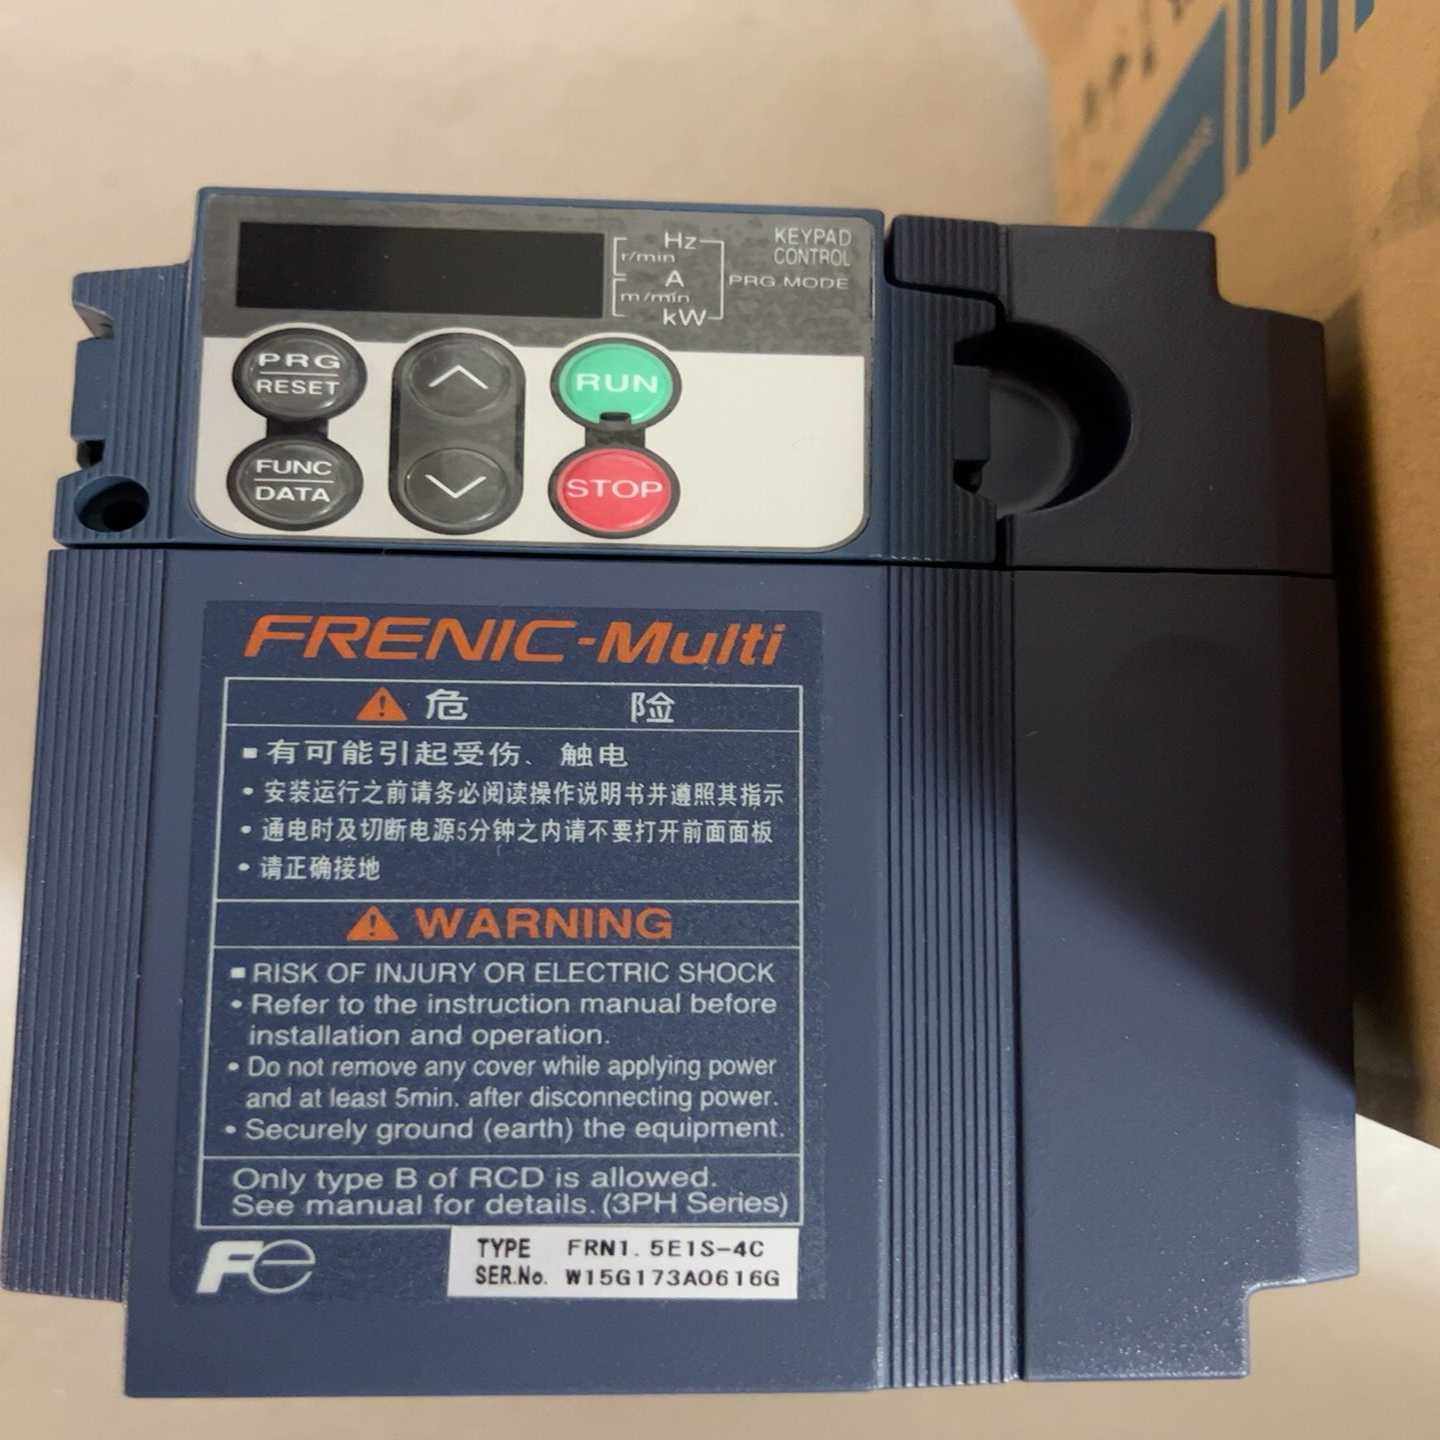 Hz
r/min
A
m/min
kW
KEYPAD
CONTROL
PRG MODE
PRG
RESET
FUNC
DATA
RUN
STOP
FRENIC-Multi
危 险
■有可能引起受伤、触电
•安装运行之前请务必阅读操作说明书并遵照其指示
•通电时及切断电源5分钟之内请不要打开前面面板
•请正确接地
WARNING
■RISK OF INJURY OR ELECTRIC SHOCK
•Refer to the instruction manual before
installation and operation.
•Do not remove any cover while applying power
and at least 5min. after disconnecting power.
•Securely ground (earth) the equipment.
Only type B of RCD is allowed.
See manual for details. (3PH Series)
Fe
TYPE FRN1.5E1S-4C
SER.No. W15G173A0616G